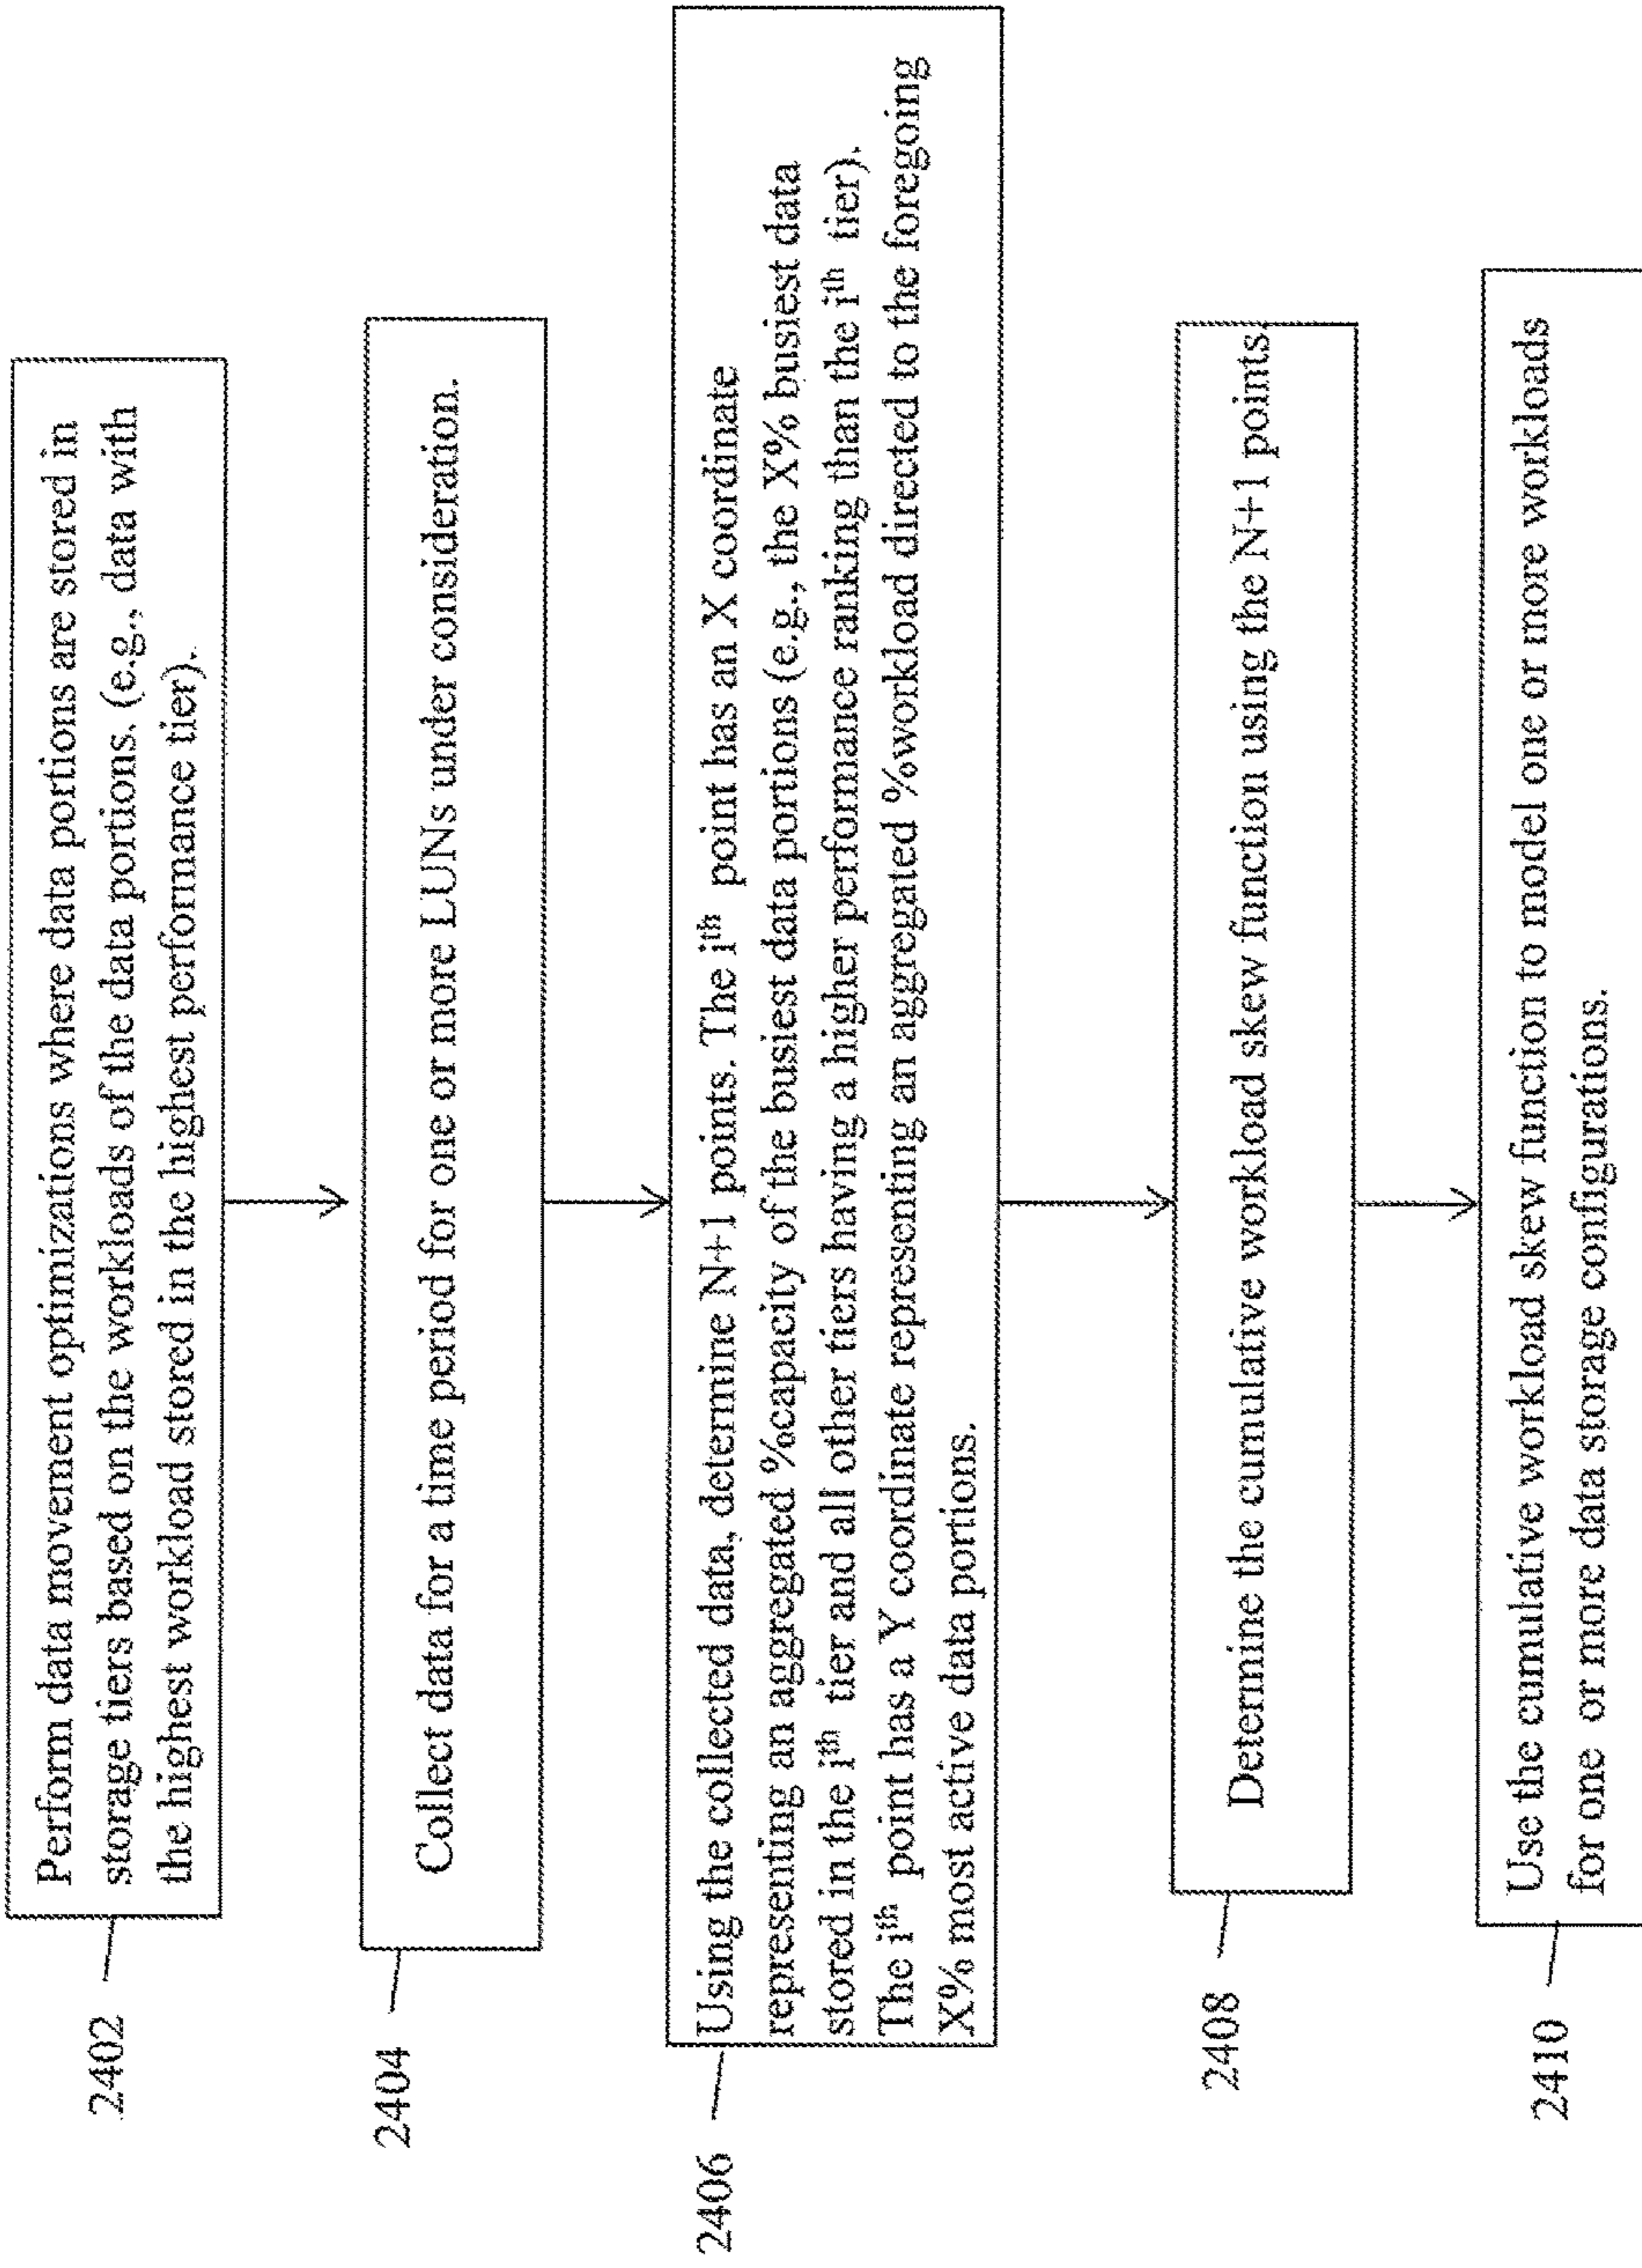 2402
Perform data movement optimizations where data portions are stored in
storage tiers based on the workloads of the data portions. (e.g., data with
the highest workload stored in the highest performance tier).
2404
Collect data for a time period for one or more LUNs under consideration.
2406
Using the collected data, determine N+1 points. The iᵗʰ point has an X coordinate
representing an aggregated %capacity of the busiest data portions (e.g., the X% busiest data
stored in the iᵗʰ tier and all other tiers having a higher performance ranking than the iᵗʰ tier).
The iᵗʰ point has a Y coordinate representing an aggregated %workload directed to the foregoing
X% most active data portions.
2408
Determine the cumulative workload skew function using the N+1 points.
2410
Use the cumulative workload skew function to model one or more workloads
for one or more data storage configurations.